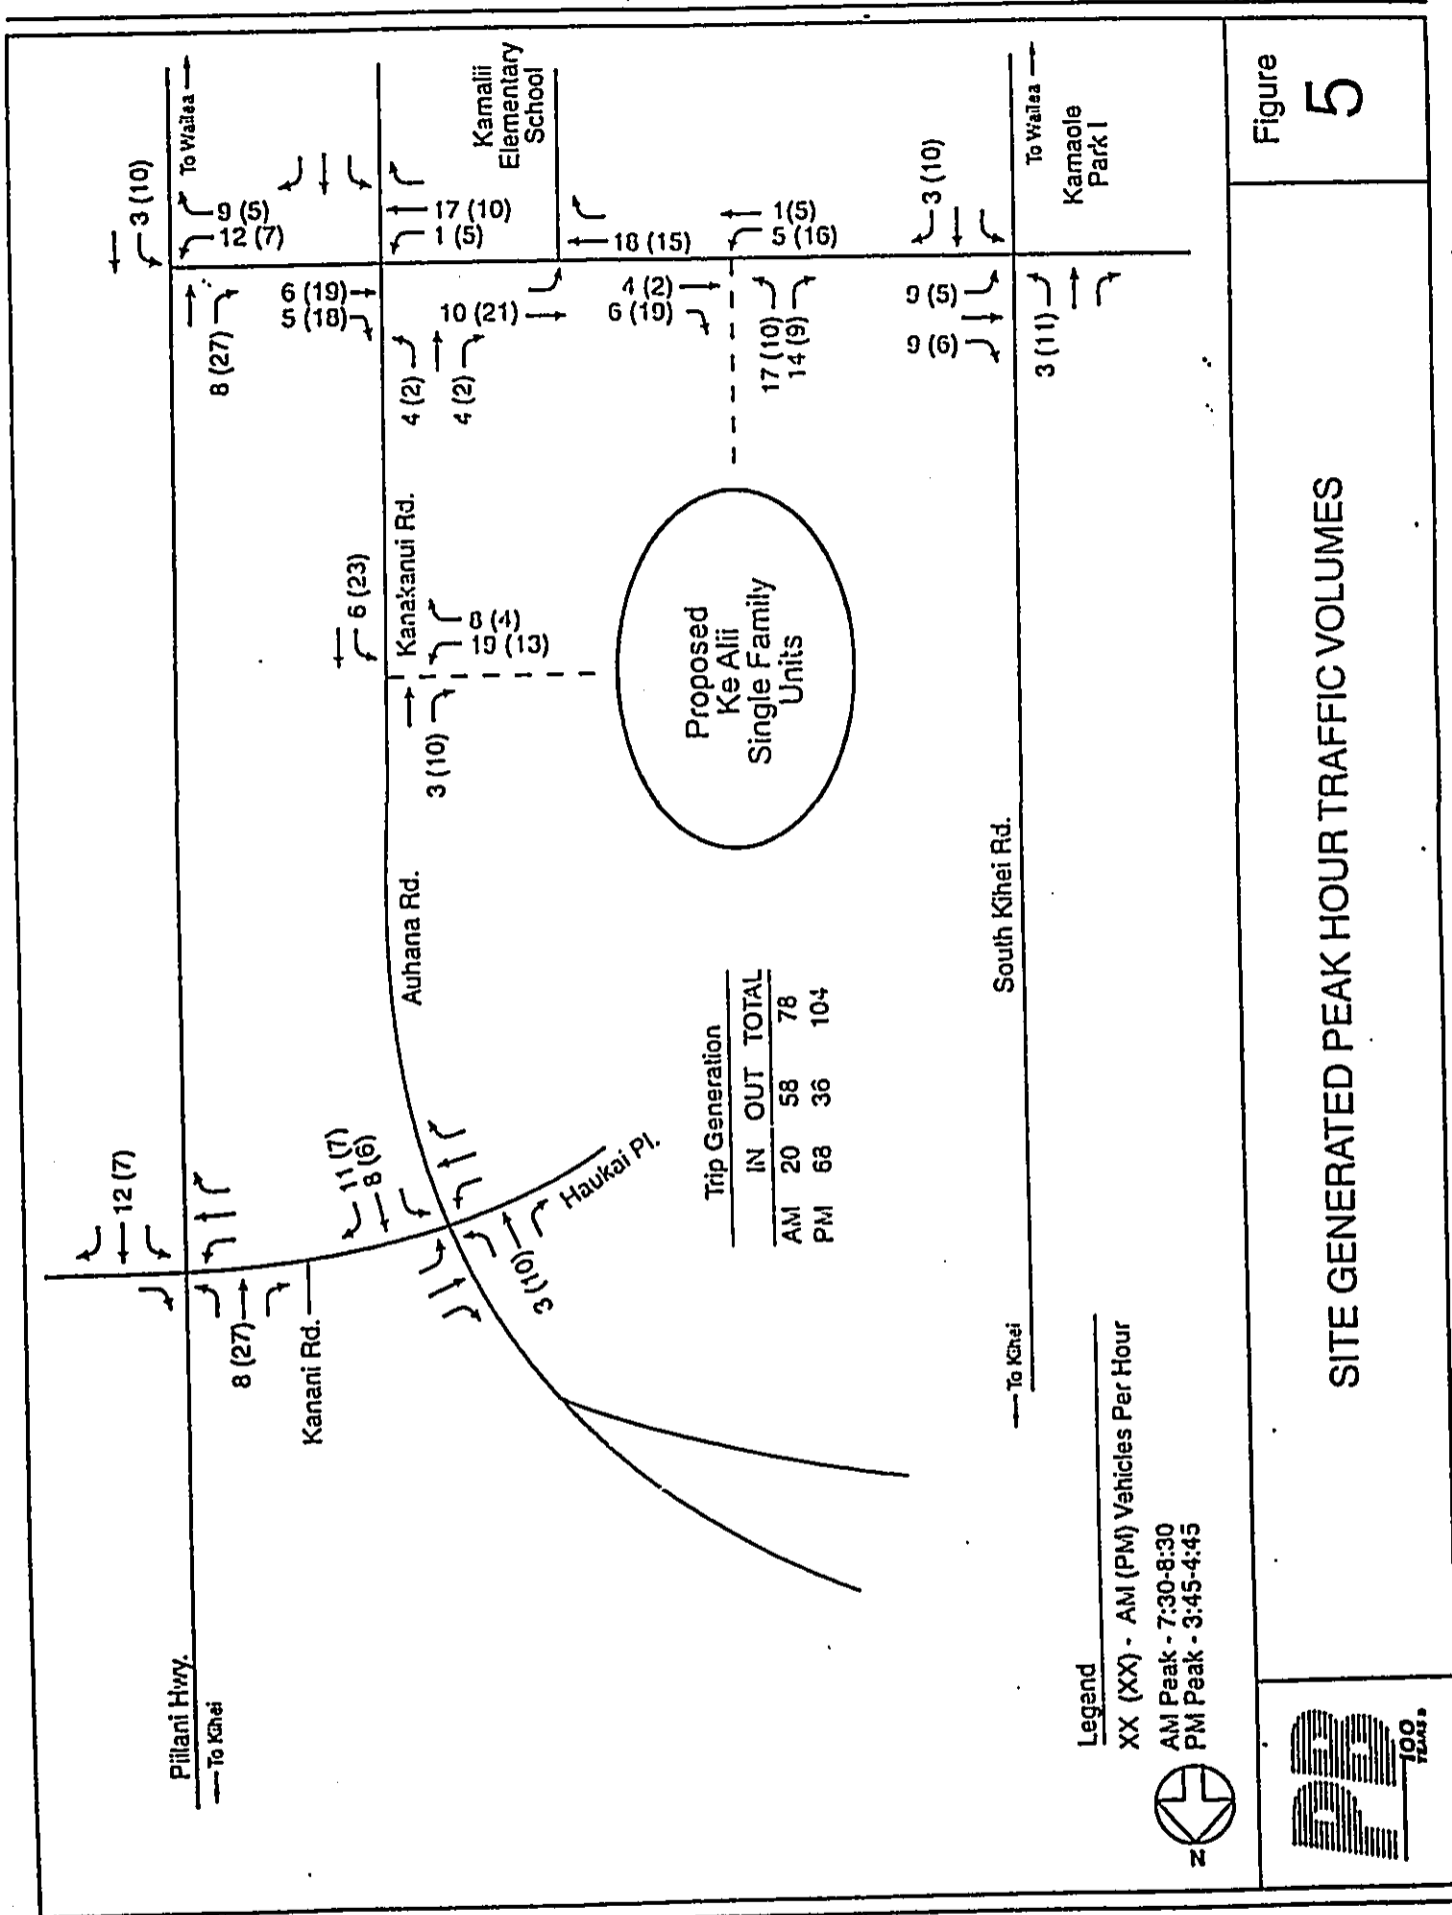 Piilani Hwy.
To Kihei
12 (7)
8 (27)
Kanani Rd.
11 (7)
8 (6)
3 (10)
Haukai Pl.
Auhana Rd.
6 (23)
Kanakanui Rd.
8 (4)
19 (13)
3 (10)
3 (10)
To Wailea
9 (5)
12 (7)
8 (27)
6 (19)
5 (18)
17 (10)
1 (5)
4 (2)
4 (2)
10 (21)
Kamalii
Elementary
School
18 (15)
4 (2)
6 (19)
1(5)
5 (16)
17 (10)
14 (9)
3 (10)
9 (5)
9 (6)
3 (11)
To Wailea
Kamaole
Park I
Proposed
Ke Alii
Single Family
Units
Trip Generation
IN OUT TOTAL
AM 20 58 78
PM 68 36 104
South Kihei Rd.
To Kihei
Legend
XX (XX) - AM (PM) Vehicles Per Hour
AM Peak - 7:30-8:30
PM Peak - 3:45-4:45
N
PB
100
YEARS
SITE GENERATED PEAK HOUR TRAFFIC VOLUMES
Figure
5